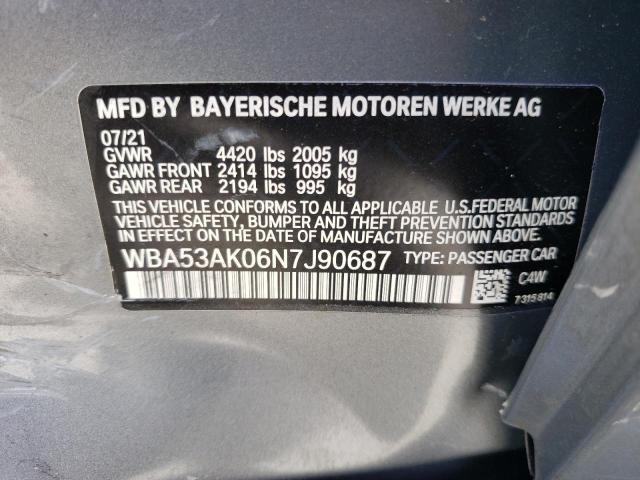 MFD BY BAYERISCHE MOTOREN WERKE AG
07/21
GVWR 4420 lbs 2005 kg
GAWR FRONT 2414 lbs 1095 kg
GAWR REAR 2194 lbs 995 kg
THIS VEHICLE CONFORMS TO ALL APPLICABLE U.S.FEDERAL MOTOR
VEHICLE SAFETY, BUMPER AND THEFT PREVENTION STANDARDS
IN EFFECT ON THE DATE OF MANUFACTURE SHOWN ABOVE.
WBA53AK06N7J90687 TYPE: PASSENGER CAR
C4W
7315814